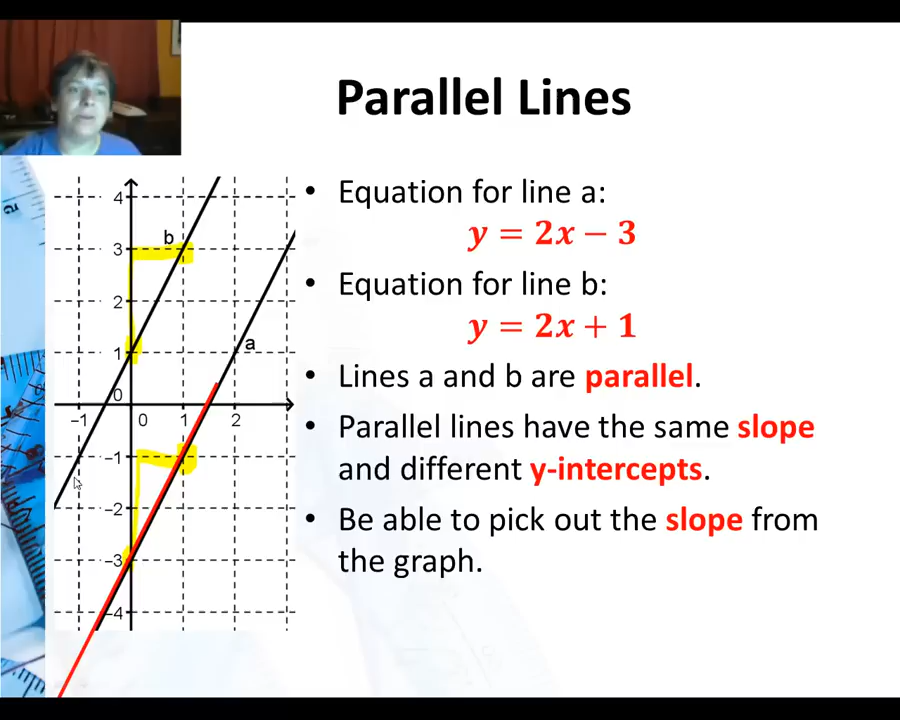 Parallel Lines
• Equation for line a:
y = 2x − 3
• Equation for line b:
y = 2x + 1
• Lines a and b are parallel.
• Parallel lines have the same slope
and different y-intercepts.
• Be able to pick out the slope from
the graph.
4
b
3
2
1
a
0
−1
0
1
2
−1
−2
−3
−4